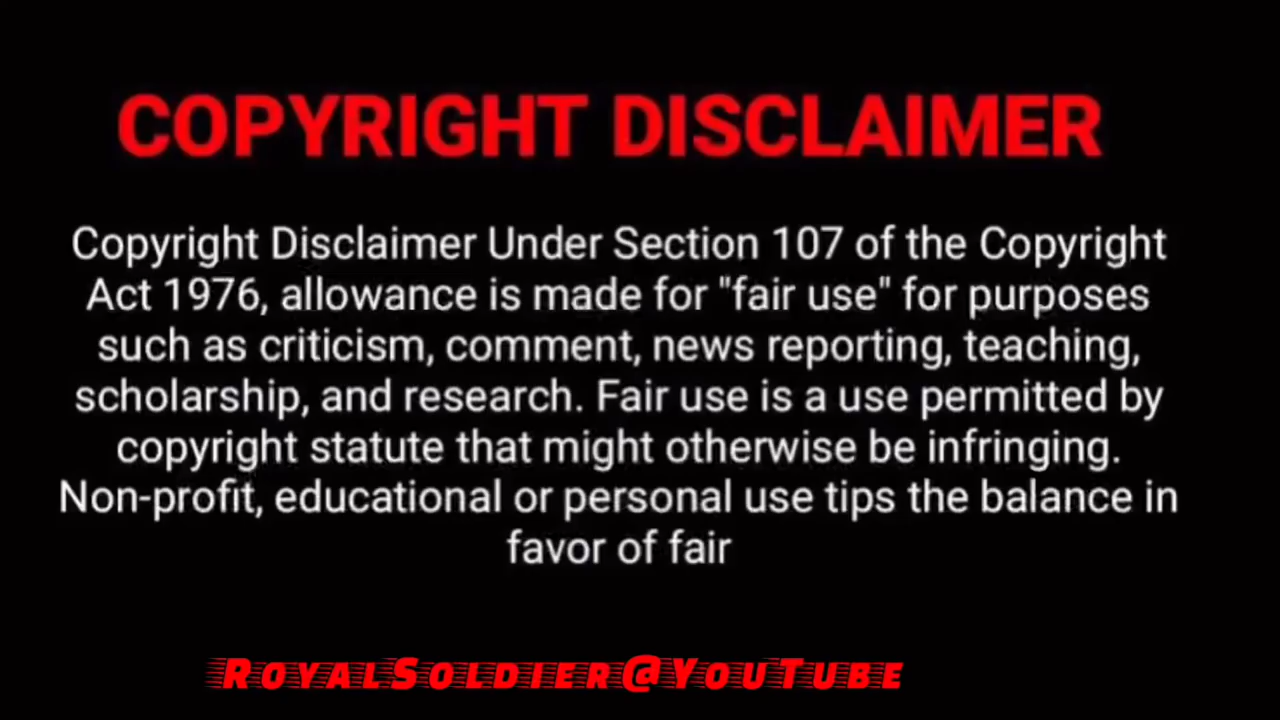 COPYRIGHT DISCLAIMER
Copyright Disclaimer Under Section 107 of the Copyright
Act 1976, allowance is made for "fair use" for purposes
such as criticism, comment, news reporting, teaching,
scholarship, and research. Fair use is a use permitted by
copyright statute that might otherwise be infringing.
Non-profit, educational or personal use tips the balance in
favor of fair
RoyalSoldier@YouTube